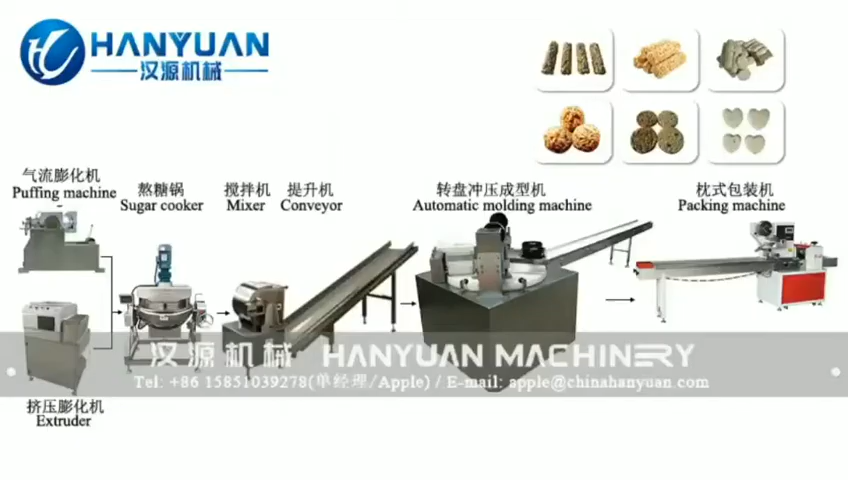 HANYUAN
汉源机械
气流膨化机
Puffing machine
熬糖锅
Sugar cooker
搅拌机
Mixer
提升机
Conveyor
转盘冲压成型机
Automatic molding machine
枕式包装机
Packing machine
汉源机械 HANYUAN MACHINERY
Tel: +86 15851039278(单经理/Apple) / E-mail: apple@chinahanyuan.com
挤压膨化机
Extruder